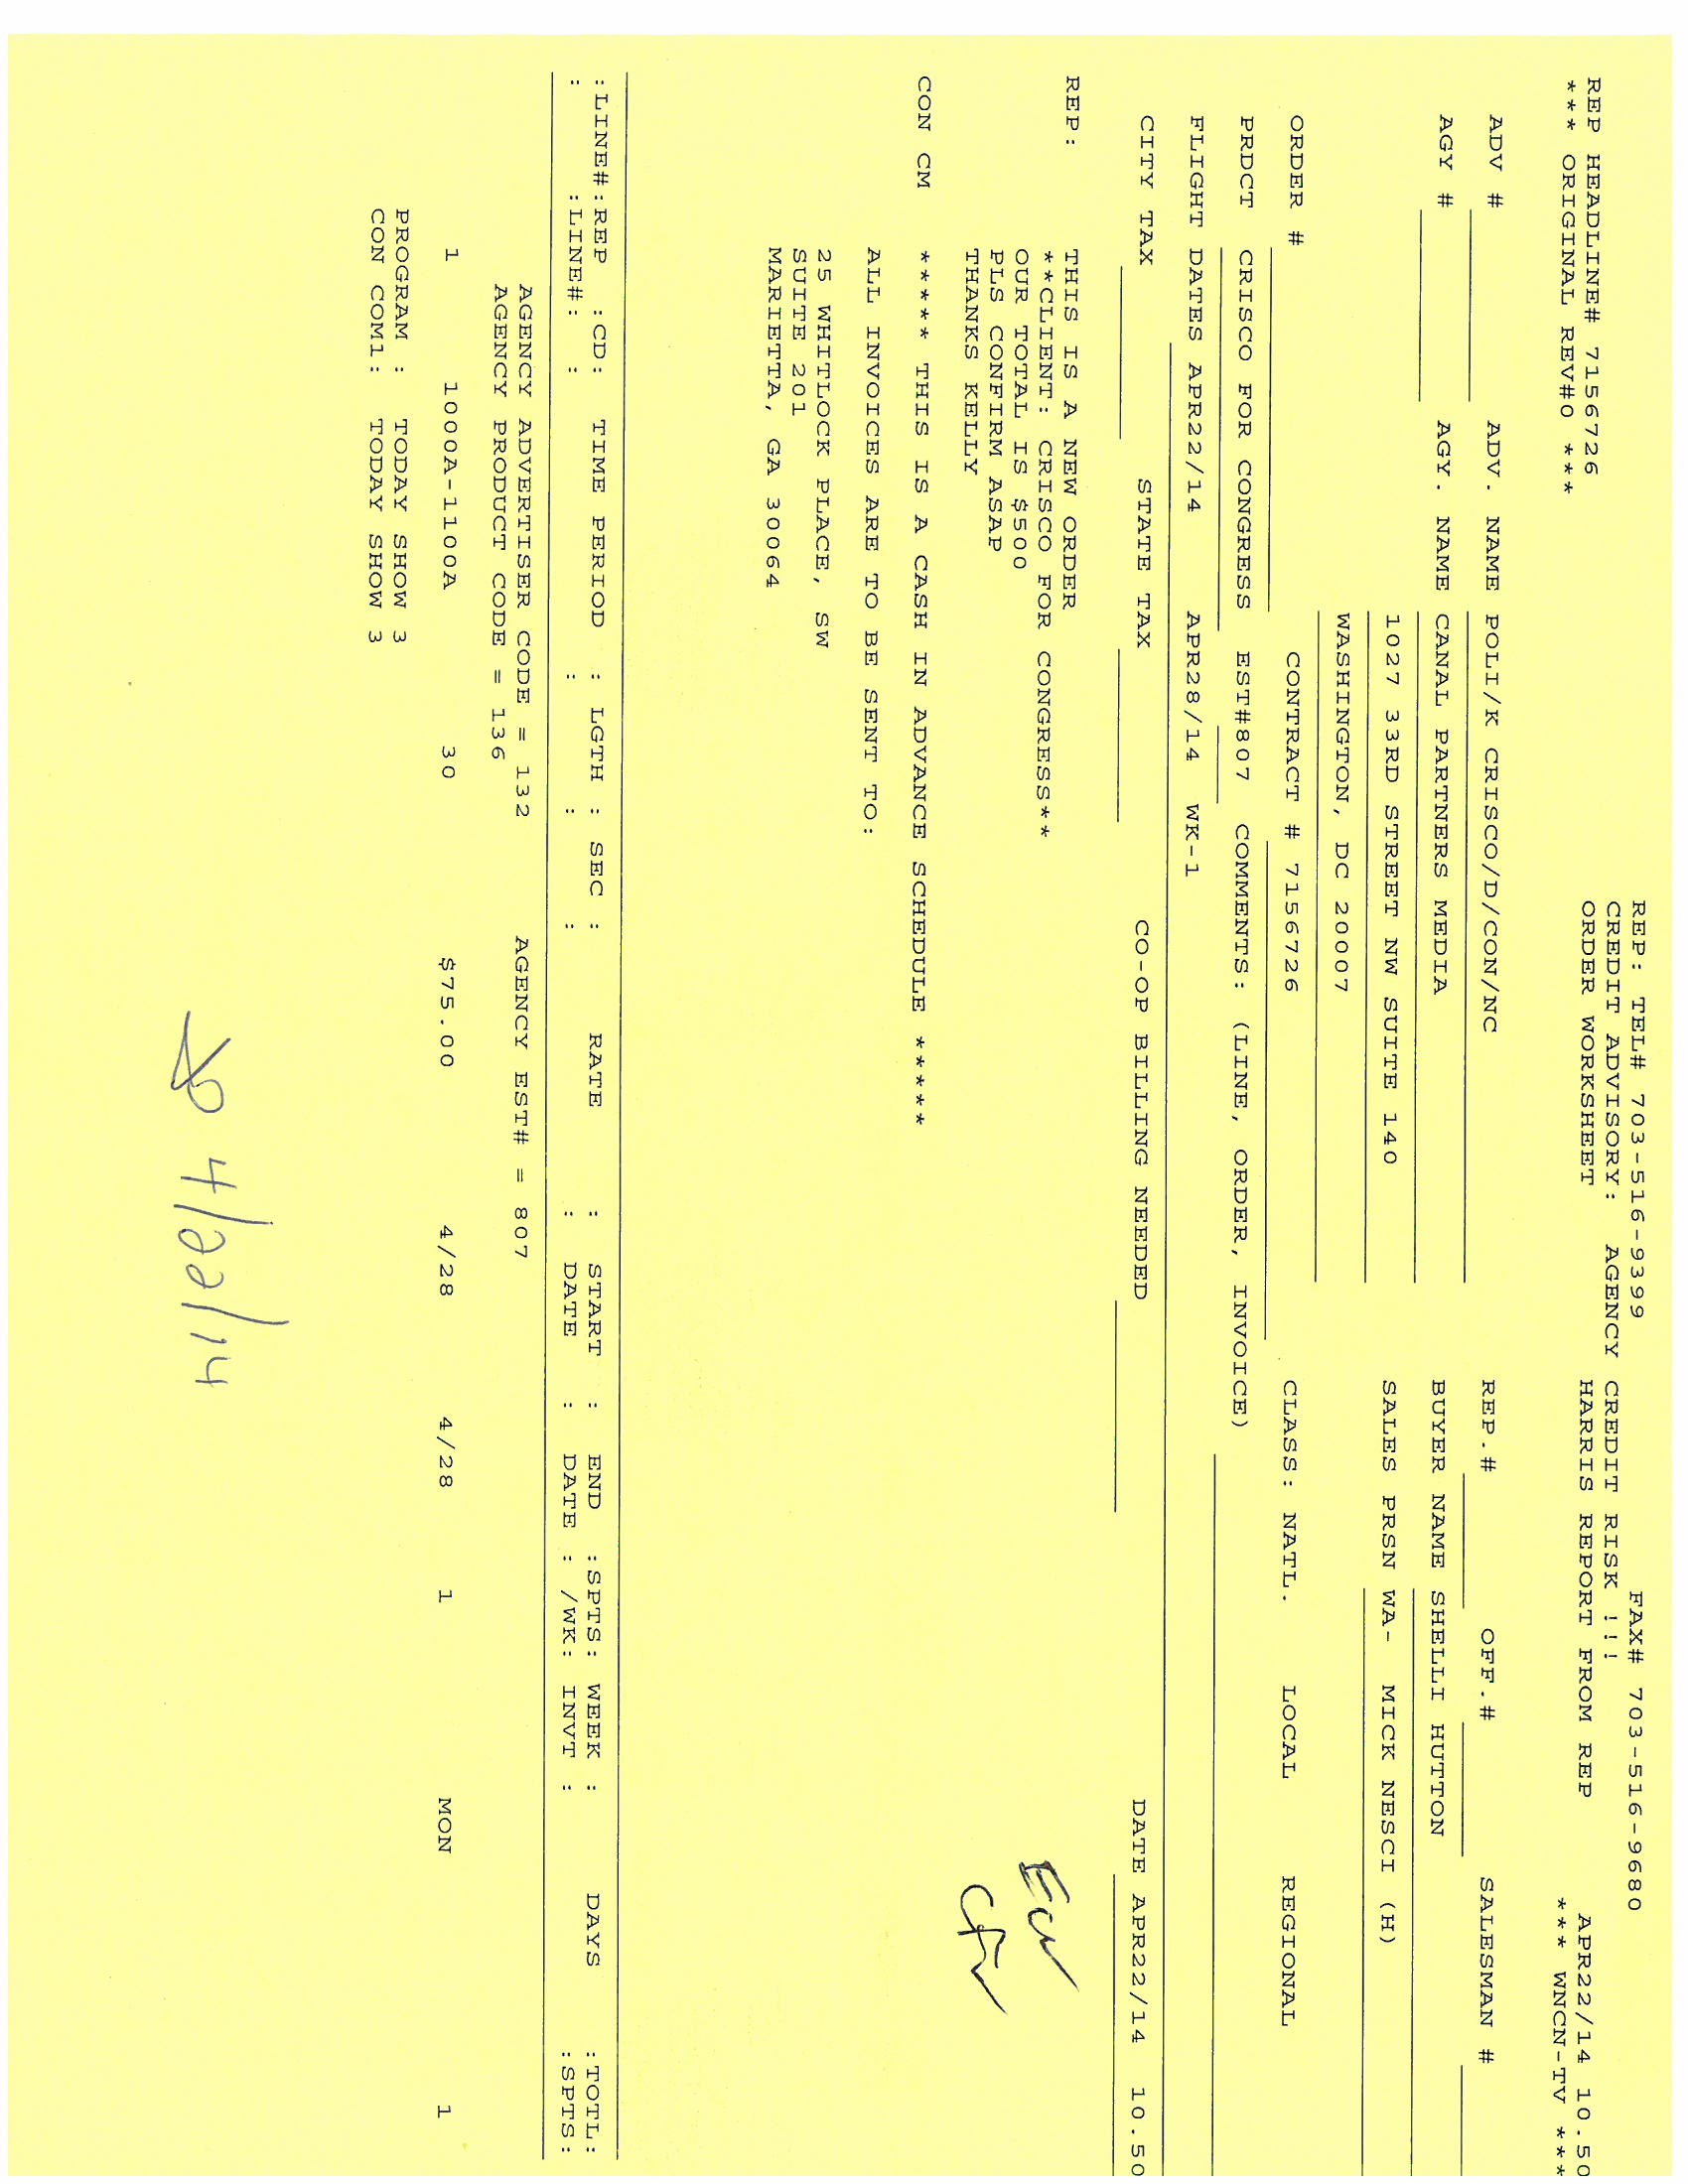 REP: TEL# 703-516-9399 FAX# 703-516-9680
CREDIT ADVISORY: AGENCY CREDIT RISK !!!
ORDER WORKSHEET HARRIS REPORT FROM REP APR22/14 10.50
REP HEADLINE# 7156726
*** ORIGINAL REV#0 *** *** WNCN-TV ***
ADV # ADV. NAME POLI/K CRISCO/D/CON/NC REP.# OFF.# SALESMAN #
AGY # AGY. NAME CANAL PARTNERS MEDIA BUYER NAME SHELLI HUTTON
1027 33RD STREET NW SUITE 140 SALES PRSN WA- MICK NESCI (H)
WASHINGTON, DC 20007
ORDER # CONTRACT # 7156726 CLASS: NATL. LOCAL REGIONAL
PRDCT CRISCO FOR CONGRESS EST#807 COMMENTS: (LINE, ORDER, INVOICE)
FLIGHT DATES APR22/14 APR28/14 WK-1
CITY TAX STATE TAX CO-OP BILLING NEEDED DATE APR22/14 10.50
REP: THIS IS A NEW ORDER
**CLIENT: CRISCO FOR CONGRESS**
OUR TOTAL IS $500
PLS CONFIRM ASAP
THANKS KELLY
CON CM ***** THIS IS A CASH IN ADVANCE SCHEDULE *****
ALL INVOICES ARE TO BE SENT TO:
25 WHITLOCK PLACE, SW
SUITE 201
MARIETTA, GA 30064
:LINE#:REP :CD: TIME PERIOD : LGTH : SEC : RATE : START : END :SPTS: WEEK : DAYS :TOTL:
: :LINE#: : : : : : DATE : DATE : /WK: INVT : :SPTS:
AGENCY ADVERTISER CODE = 132 AGENCY EST# = 807
AGENCY PRODUCT CODE = 136
1 1000A-1100A 30 $75.00 4/28 4/28 1 MON 1
PROGRAM : TODAY SHOW 3
CON COM1: TODAY SHOW 3
4/22/14